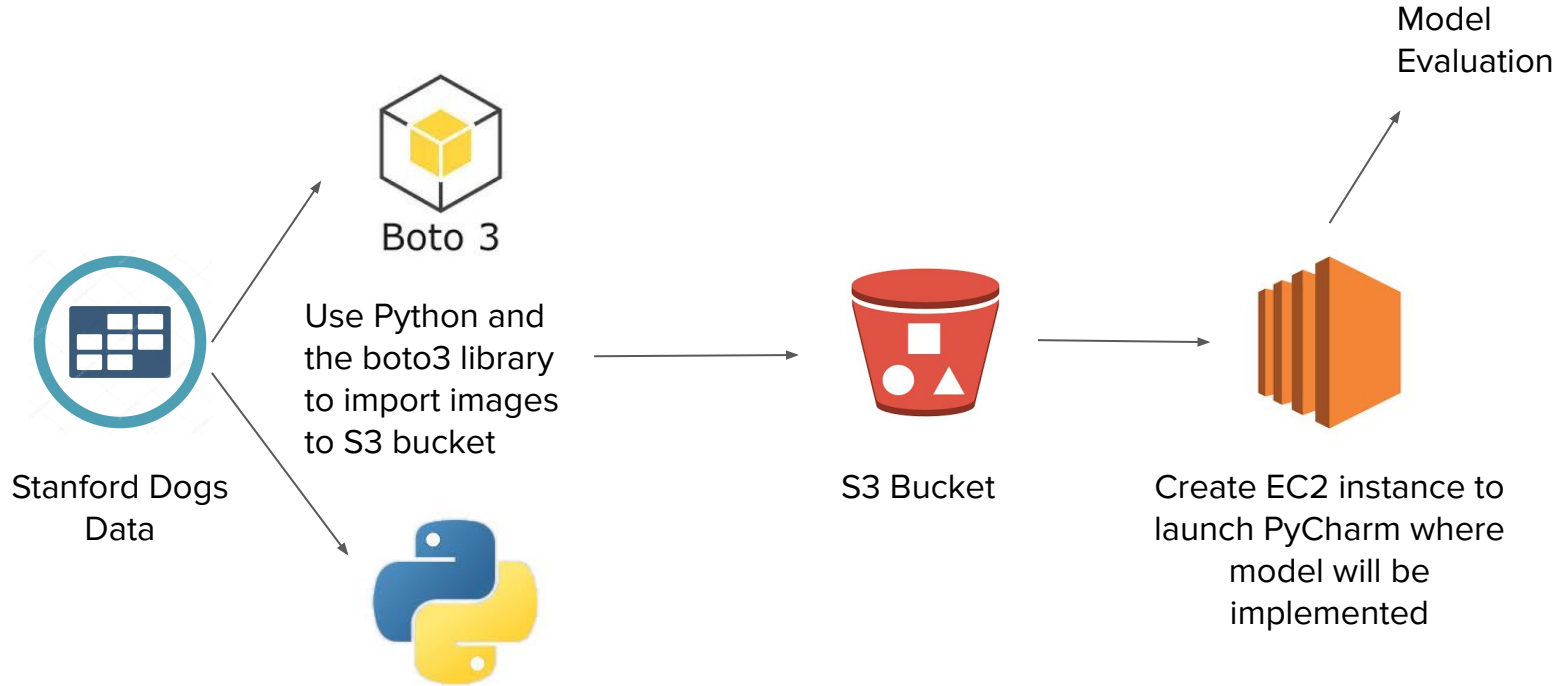 Model
Evaluation
Boto 3
Use Python and
the boto3 library
to import images
to S3 bucket
Stanford Dogs
Data
S3 Bucket
Create EC2 instance to
launch PyCharm where
model will be
implemented